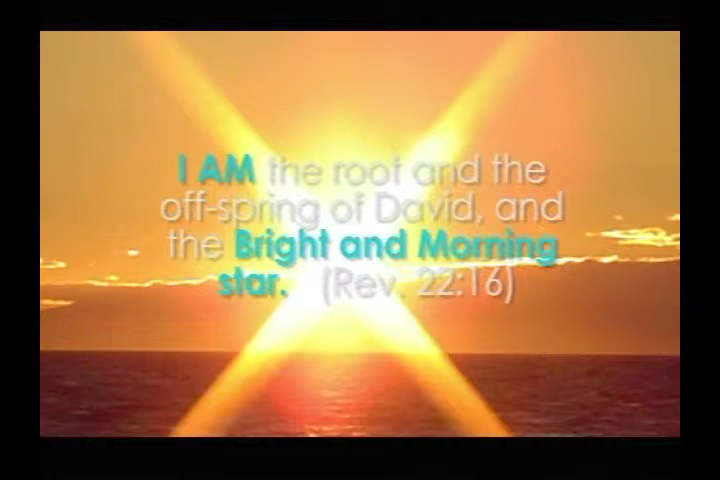 I AM the root and the
off-spring of David, and
the Bright and Morning
star. (Rev. 22:16)